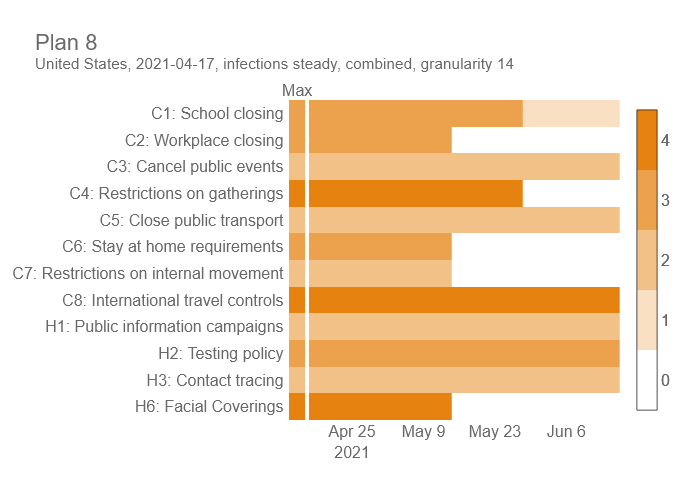 Plan 8
United States, 2021-04-17, infections steady, combined, granularity 14
Max
C1: School closing
C2: Workplace closing
C3: Cancel public events
C4: Restrictions on gatherings
C5: Close public transport
C6: Stay at home requirements
C7: Restrictions on internal movement
C8: International travel controls
H1: Public information campaigns
H2: Testing policy
H3: Contact tracing
H6: Facial Coverings
4
3
2
1
0
Apr 25 May 9 May 23 Jun 6
2021